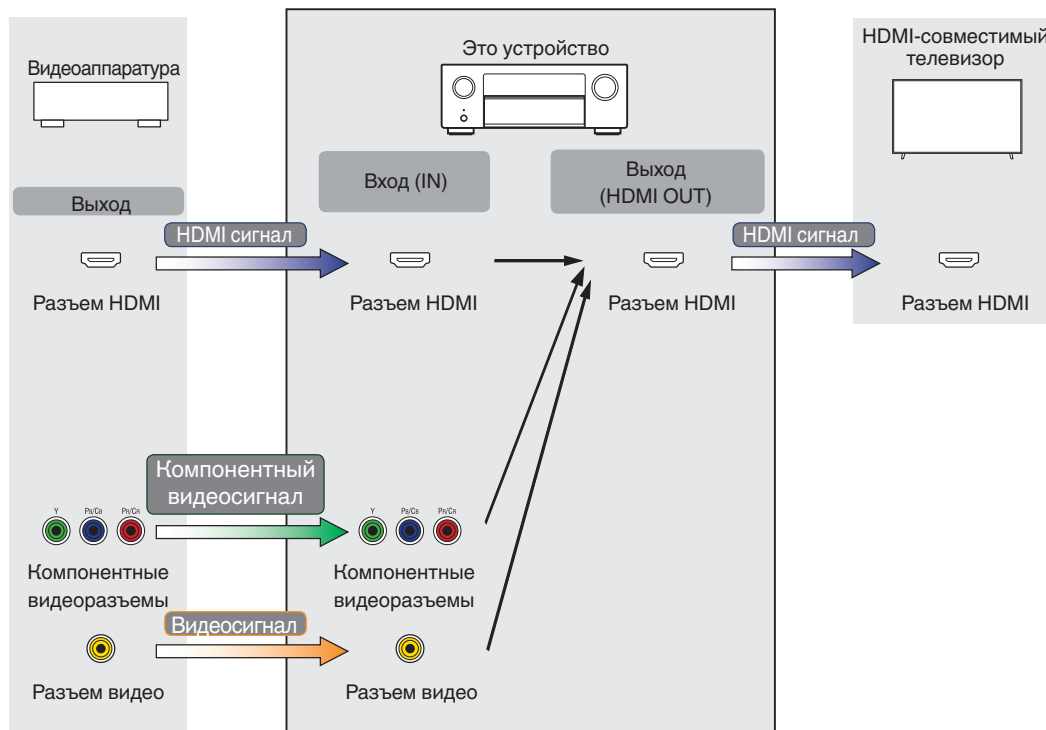 Видеоаппаратура
Это устройство
HDMI-совместимый
телевизор
Выход
Вход (IN)
Выход
(HDMI OUT)
HDMI сигнал
HDMI сигнал
Разъем HDMI
Разъем HDMI
Разъем HDMI
Разъем HDMI
Компонентный
видеосигнал
Y PB/CB PR/CR
Y PB/CB PR/CR
Компонентные
видеоразъемы
Компонентные
видеоразъемы
Видеосигнал
Разъем видео
Разъем видео